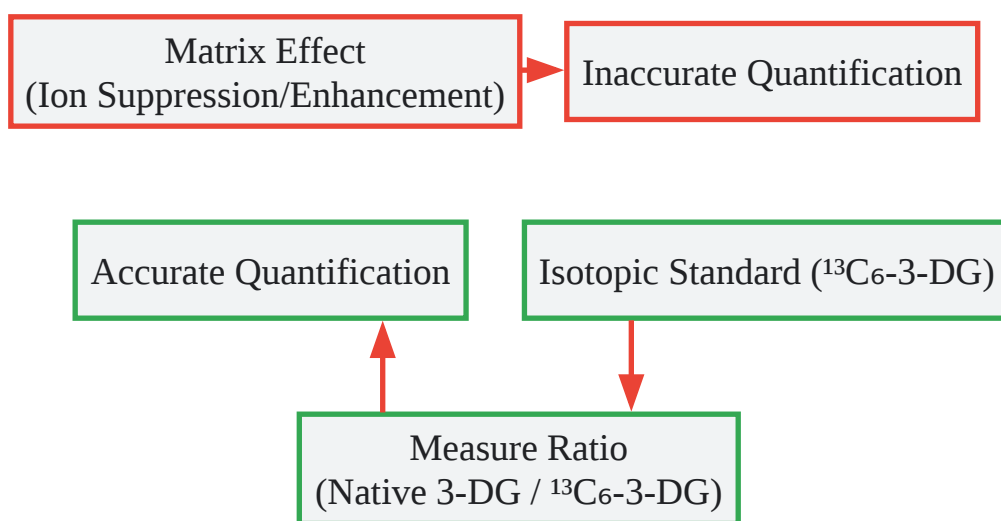 Matrix Effect
(Ion Suppression/Enhancement)
Inaccurate Quantification
Accurate Quantification
Isotopic Standard (¹³C₆-3-DG)
Measure Ratio
(Native 3-DG / ¹³C₆-3-DG)